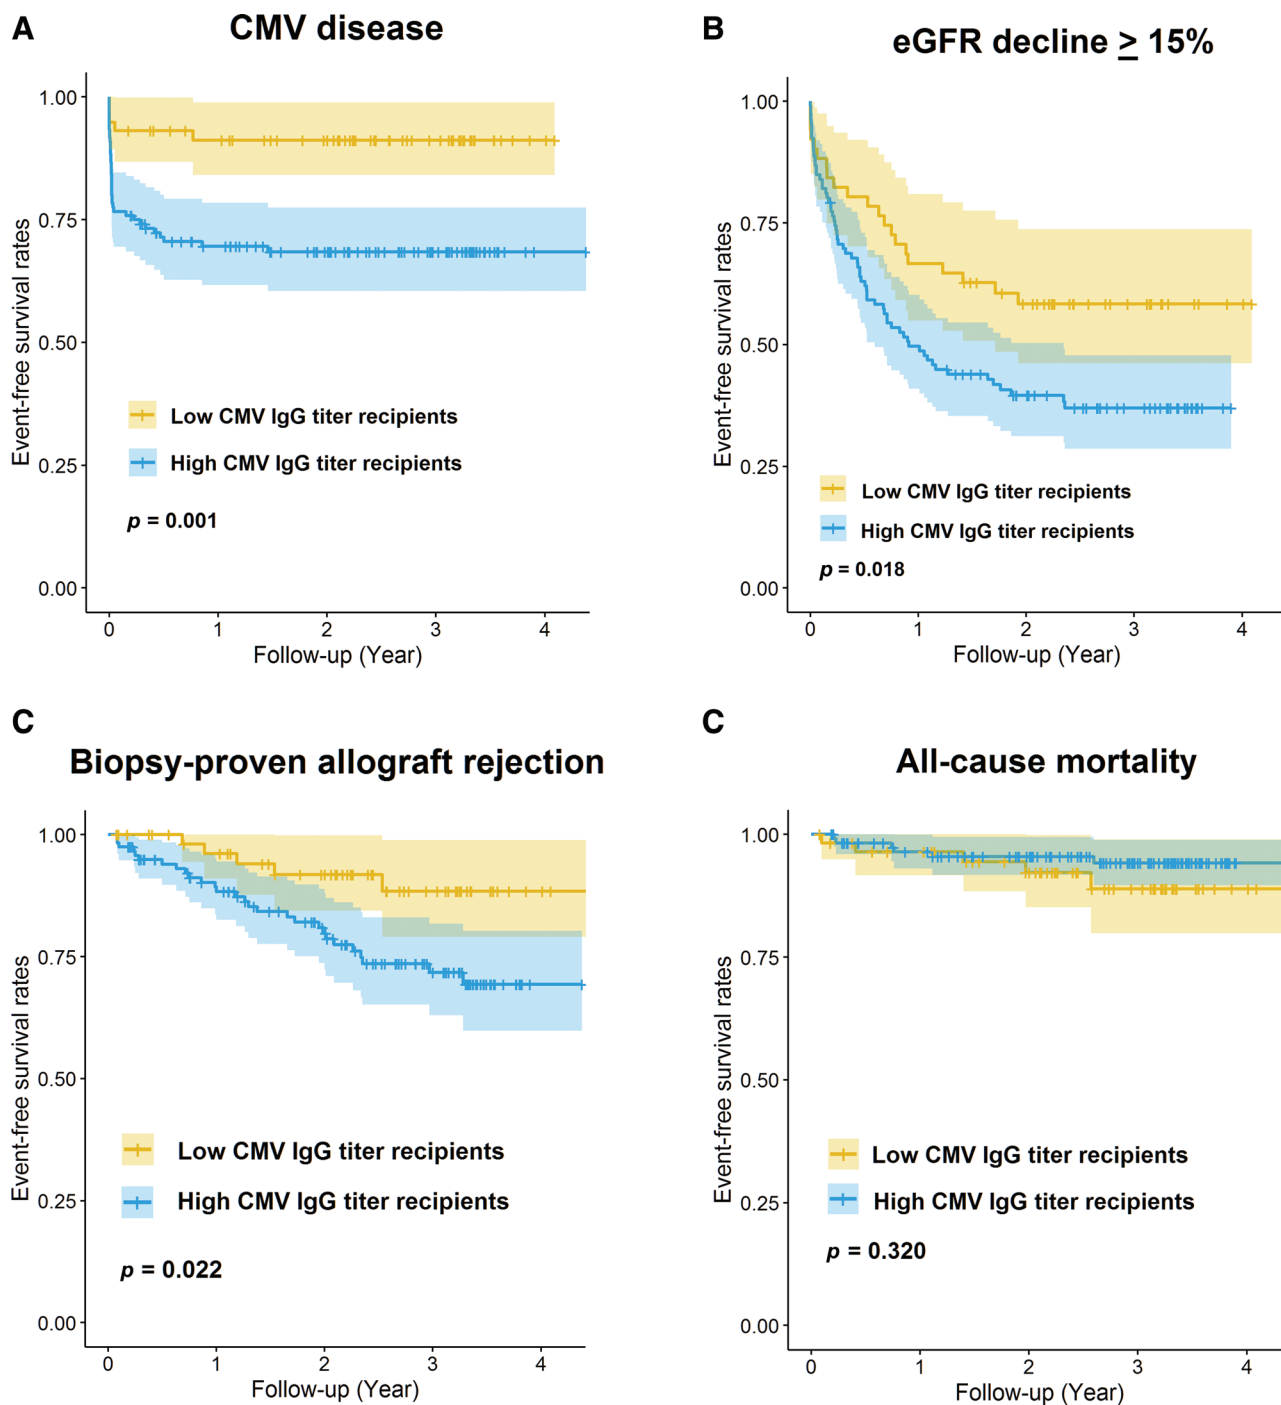 A
CMV disease
Event-free survival rates
1.00
0.75
0.50
0.25
0.00
Low CMV IgG titer recipients
High CMV IgG titer recipients
p = 0.001
0 1 2 3 4
Follow-up (Year)
B
eGFR decline ≥ 15%
Event-free survival rates
1.00
0.75
0.50
0.25
0.00
Low CMV IgG titer recipients
High CMV IgG titer recipients
p = 0.018
0 1 2 3 4
Follow-up (Year)
C
Biopsy-proven allograft rejection
Event-free survival rates
1.00
0.75
0.50
0.25
0.00
Low CMV IgG titer recipients
High CMV IgG titer recipients
p = 0.022
0 1 2 3 4
Follow-up (Year)
C
All-cause mortality
Event-free survival rates
1.00
0.75
0.50
0.25
0.00
Low CMV IgG titer recipients
High CMV IgG titer recipients
p = 0.320
0 1 2 3 4
Follow-up (Year)